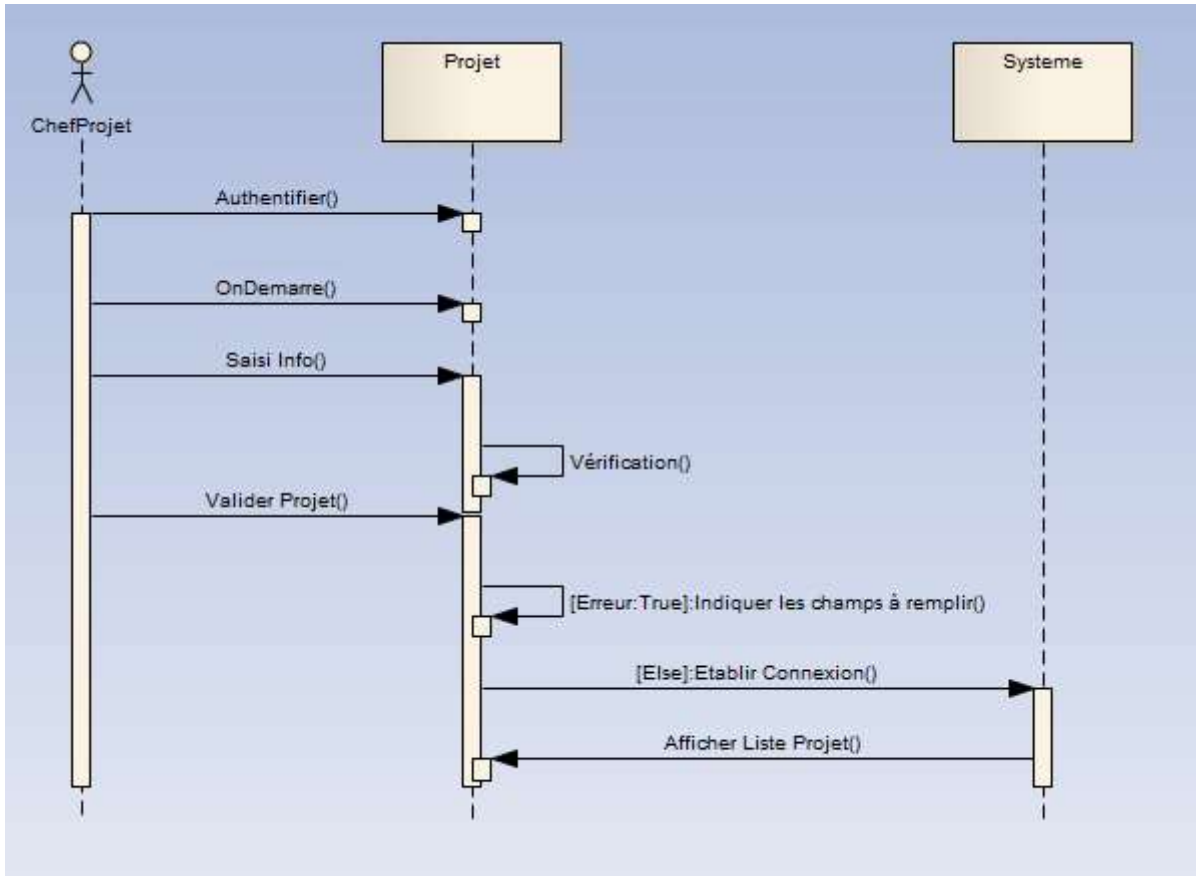 Projet
Systeme
ChefProjet
Authentifier()
OnDemarre()
Saisi Info()
Vérification()
Valider Projet()
[Erreur:True]:Indiquer les champs à remplir()
[Else]:Etablir Connexion()
Afficher Liste Projet()